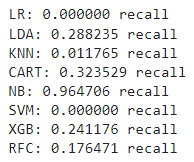 LR: 0.000000 recall
LDA: 0.288235 recall
KNN: 0.011765 recall
CART: 0.323529 recall
NB: 0.964706 recall
SVM: 0.000000 recall
XGB: 0.241176 recall
RFC: 0.176471 recall